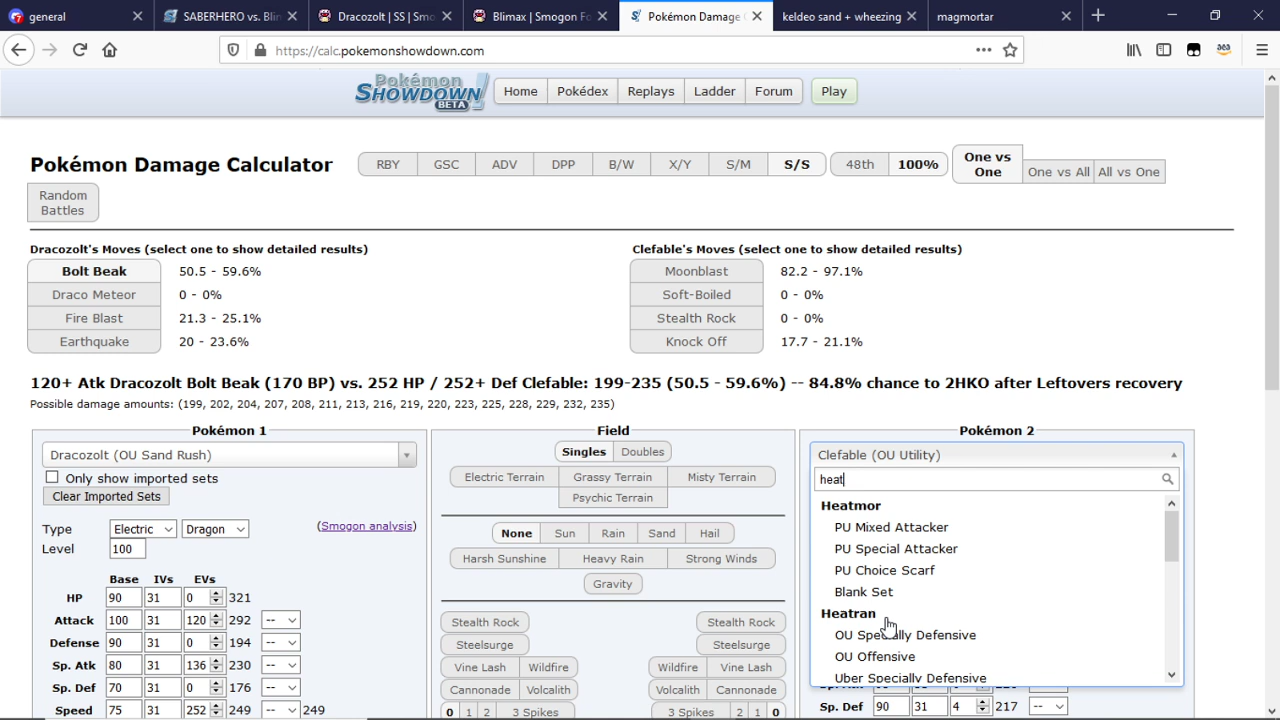 general
SABERHERO vs. Blin
Dracozolt | SS | Smo
Blimax | Smogon Fo
Pokémon Damage C
keldeo sand + wheezing
magmortar
https://calc.pokemonshowdown.com
Pokémon
SHOWDOWN!
BETA
Home Pokédex Replays Ladder Forum Play
Pokémon Damage Calculator
RBY GSC ADV DPP B/W X/Y S/M S/S
48th 100%
One vs One
One vs All
All vs One
Random
Battles
Dracozolt's Moves (select one to show detailed results)
Bolt Beak 50.5 - 59.6%
Draco Meteor 0 - 0%
Fire Blast 21.3 - 25.1%
Earthquake 20 - 23.6%
Clefable's Moves (select one to show detailed results)
Moonblast 82.2 - 97.1%
Soft-Boiled 0 - 0%
Stealth Rock 0 - 0%
Knock Off 17.7 - 21.1%
120+ Atk Dracozolt Bolt Beak (170 BP) vs. 252 HP / 252+ Def Clefable: 199-235 (50.5 - 59.6%) -- 84.8% chance to 2HKO after Leftovers recovery
Possible damage amounts: (199, 202, 204, 207, 208, 211, 213, 216, 219, 220, 223, 225, 228, 229, 232, 235)
Pokémon 1
Dracozolt (OU Sand Rush)
Only show imported sets
Clear Imported Sets
Type Electric Dragon (Smogon analysis)
Level 100
Base IVs EVs
HP 90 31 0 321
Attack 100 31 120 292 --
Defense 90 31 0 194 --
Sp. Atk 80 31 136 230 --
Sp. Def 70 31 0 176 --
Speed 75 31 252 249 -- 249
Field
Singles Doubles
Electric Terrain Grassy Terrain Misty Terrain
Psychic Terrain
None Sun Rain Sand Hail
Harsh Sunshine Heavy Rain Strong Winds
Gravity
Stealth Rock Stealth Rock
Steelsurge Steelsurge
Vine Lash Wildfire Wildfire Vine Lash
Cannonade Volcalith Volcalith Cannonade
0 1 2 3 Spikes 3 Spikes 2 1 0
Pokémon 2
Clefable (OU Utility)
heat
Heatmor
PU Mixed Attacker
PU Special Attacker
PU Choice Scarf
Blank Set
Heatran
OU Specially Defensive
OU Offensive
Uber Specially Defensive
Sp. Def 90 31 4 217 --